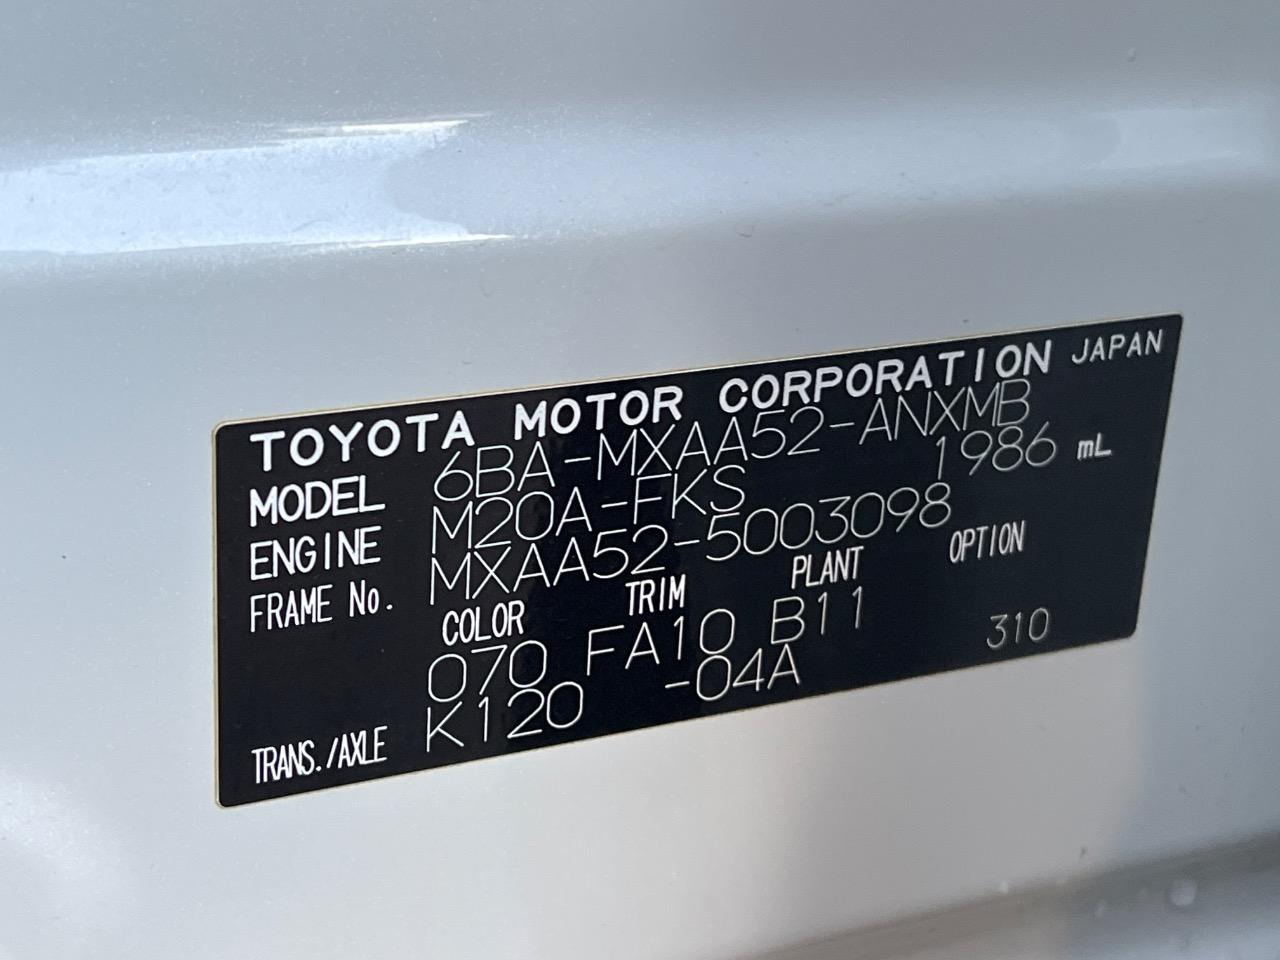 TOYOTA MOTOR CORPORATION JAPAN
MODEL 6BA-MXAA52-ANXMB
ENGINE M20A-FKS 1986 mL
FRAME No. MXAA52-5003098
COLOR TRIM PLANT OPTION
070 FA10 B11
TRANS./AXLE K120 -04A 310